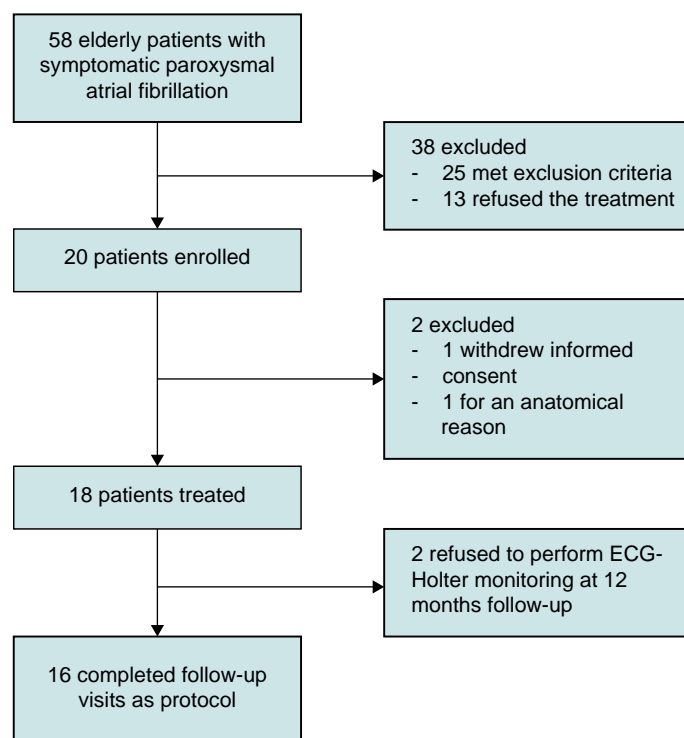 58 elderly patients with
symptomatic paroxysmal
atrial fibrillation
38 excluded
- 25 met exclusion criteria
- 13 refused the treatment
20 patients enrolled
2 excluded
- 1 withdrew informed
- consent
- 1 for an anatomical
reason
18 patients treated
2 refused to perform ECG-
Holter monitoring at 12
months follow-up
16 completed follow-up
visits as protocol